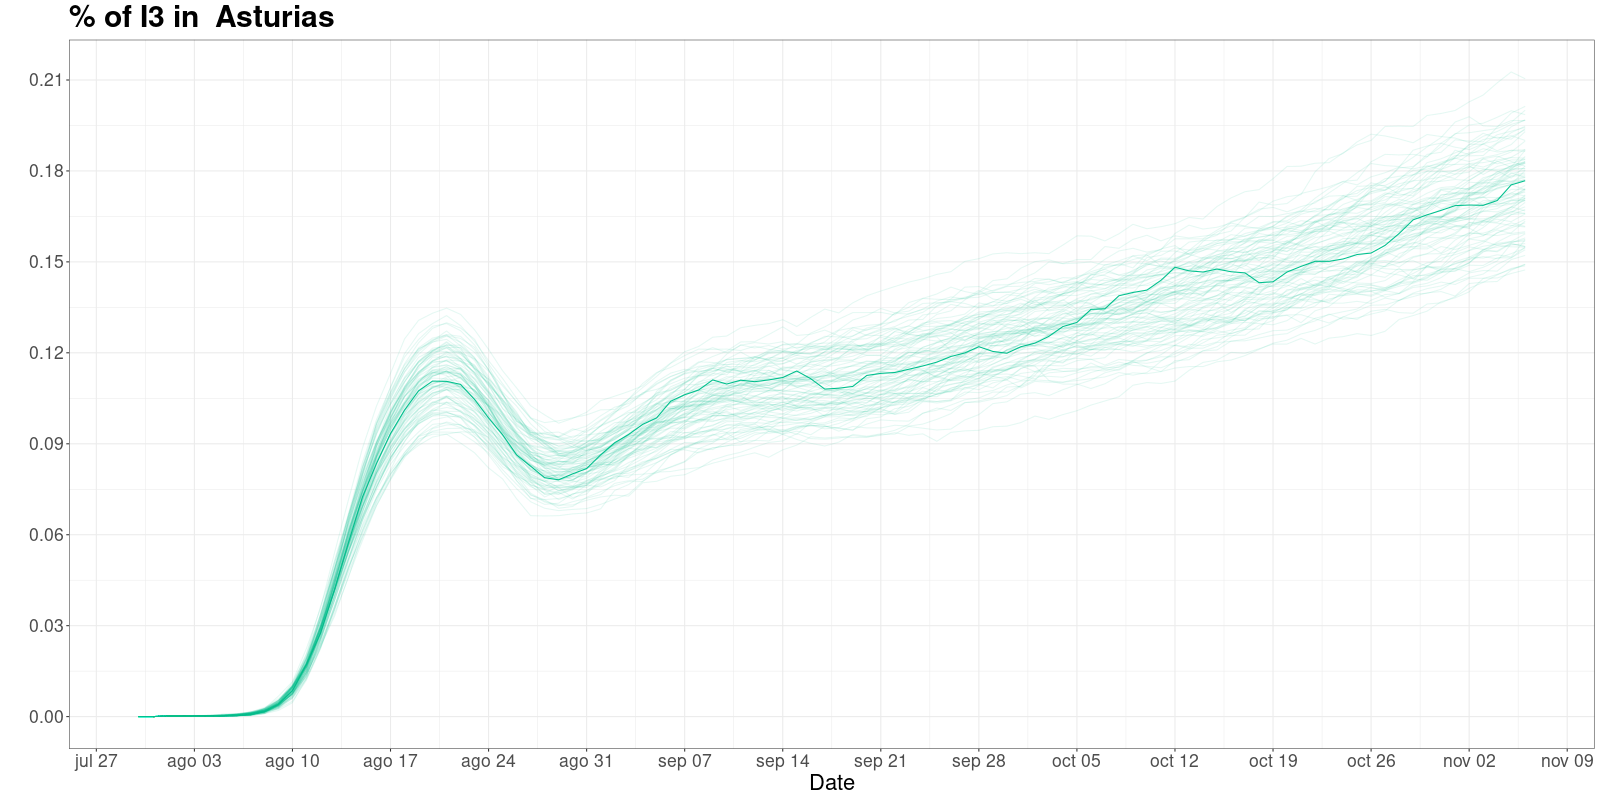 % of I3 in  Asturias
0.21
0.18
0.15
0.12
0.09
0.06
0.03
0.00
jul 27 ago 03 ago 10 ago 17 ago 24 ago 31 sep 07 sep 14 sep 21 sep 28 oct 05 oct 12 oct 19 oct 26 nov 02 nov 09
Date